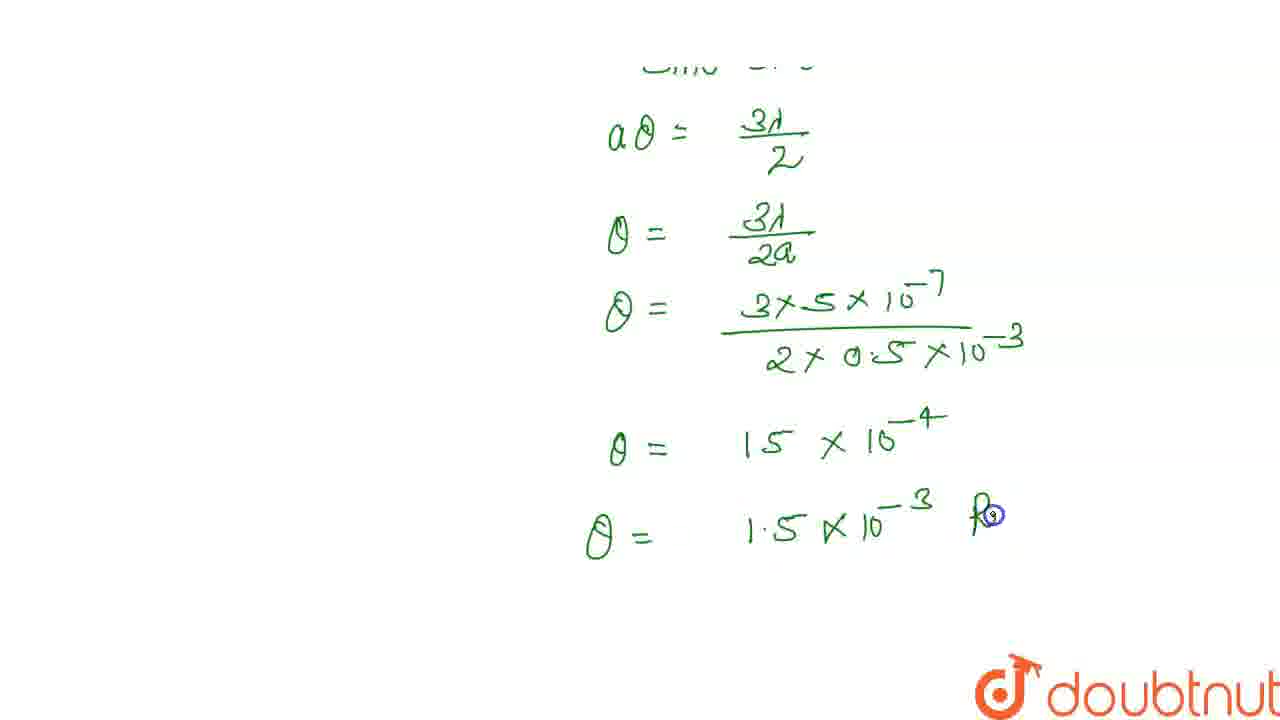 aθ = 3λ/2
θ = 3λ/2a
θ = 3 × 5 × 10⁻⁷ / 2 × 0.5 × 10⁻³
θ = 15 × 10⁻⁴
θ = 1.5 × 10⁻³ R
doubtnut